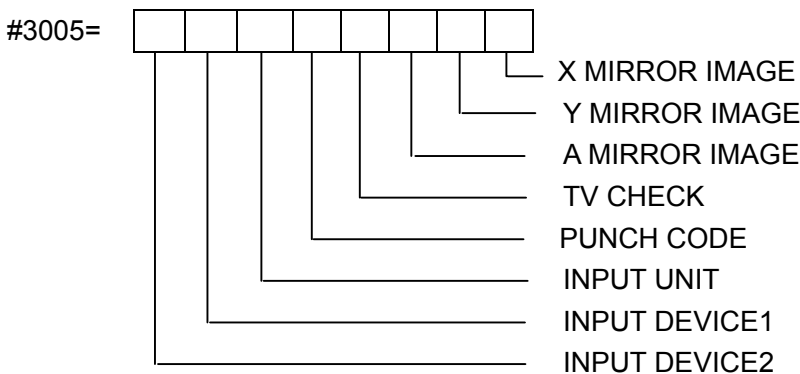 #3005=
X MIRROR IMAGE
Y MIRROR IMAGE
A MIRROR IMAGE
TV CHECK
PUNCH CODE
INPUT UNIT
INPUT DEVICE1
INPUT DEVICE2